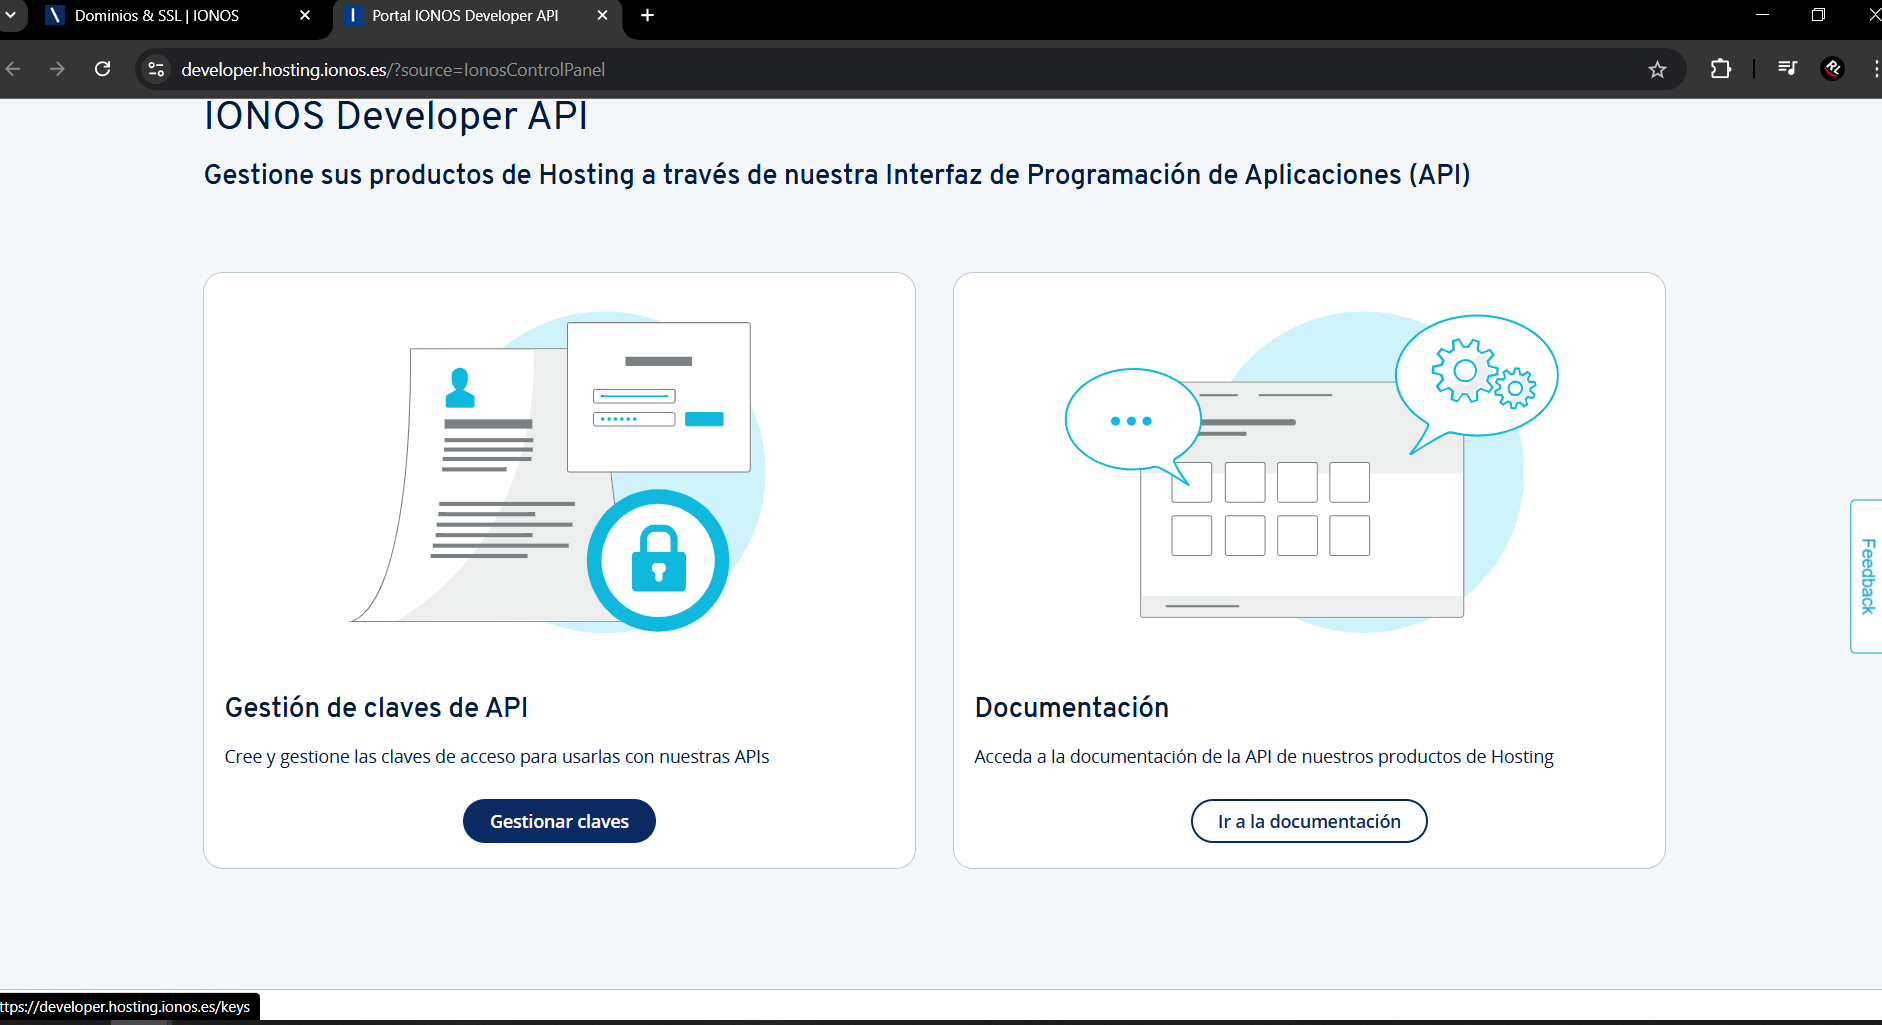 Dominios & SSL | IONOS
Portal IONOS Developer API
developer.hosting.ionos.es/?source=IonosControlPanel
IONOS Developer API
Gestione sus productos de Hosting a través de nuestra Interfaz de Programación de Aplicaciones (API)
Gestión de claves de API
Cree y gestione las claves de acceso para usarlas con nuestras APIs
Gestionar claves
Documentación
Acceda a la documentación de la API de nuestros productos de Hosting
Ir a la documentación
Feedback
ttps://developer.hosting.ionos.es/keys